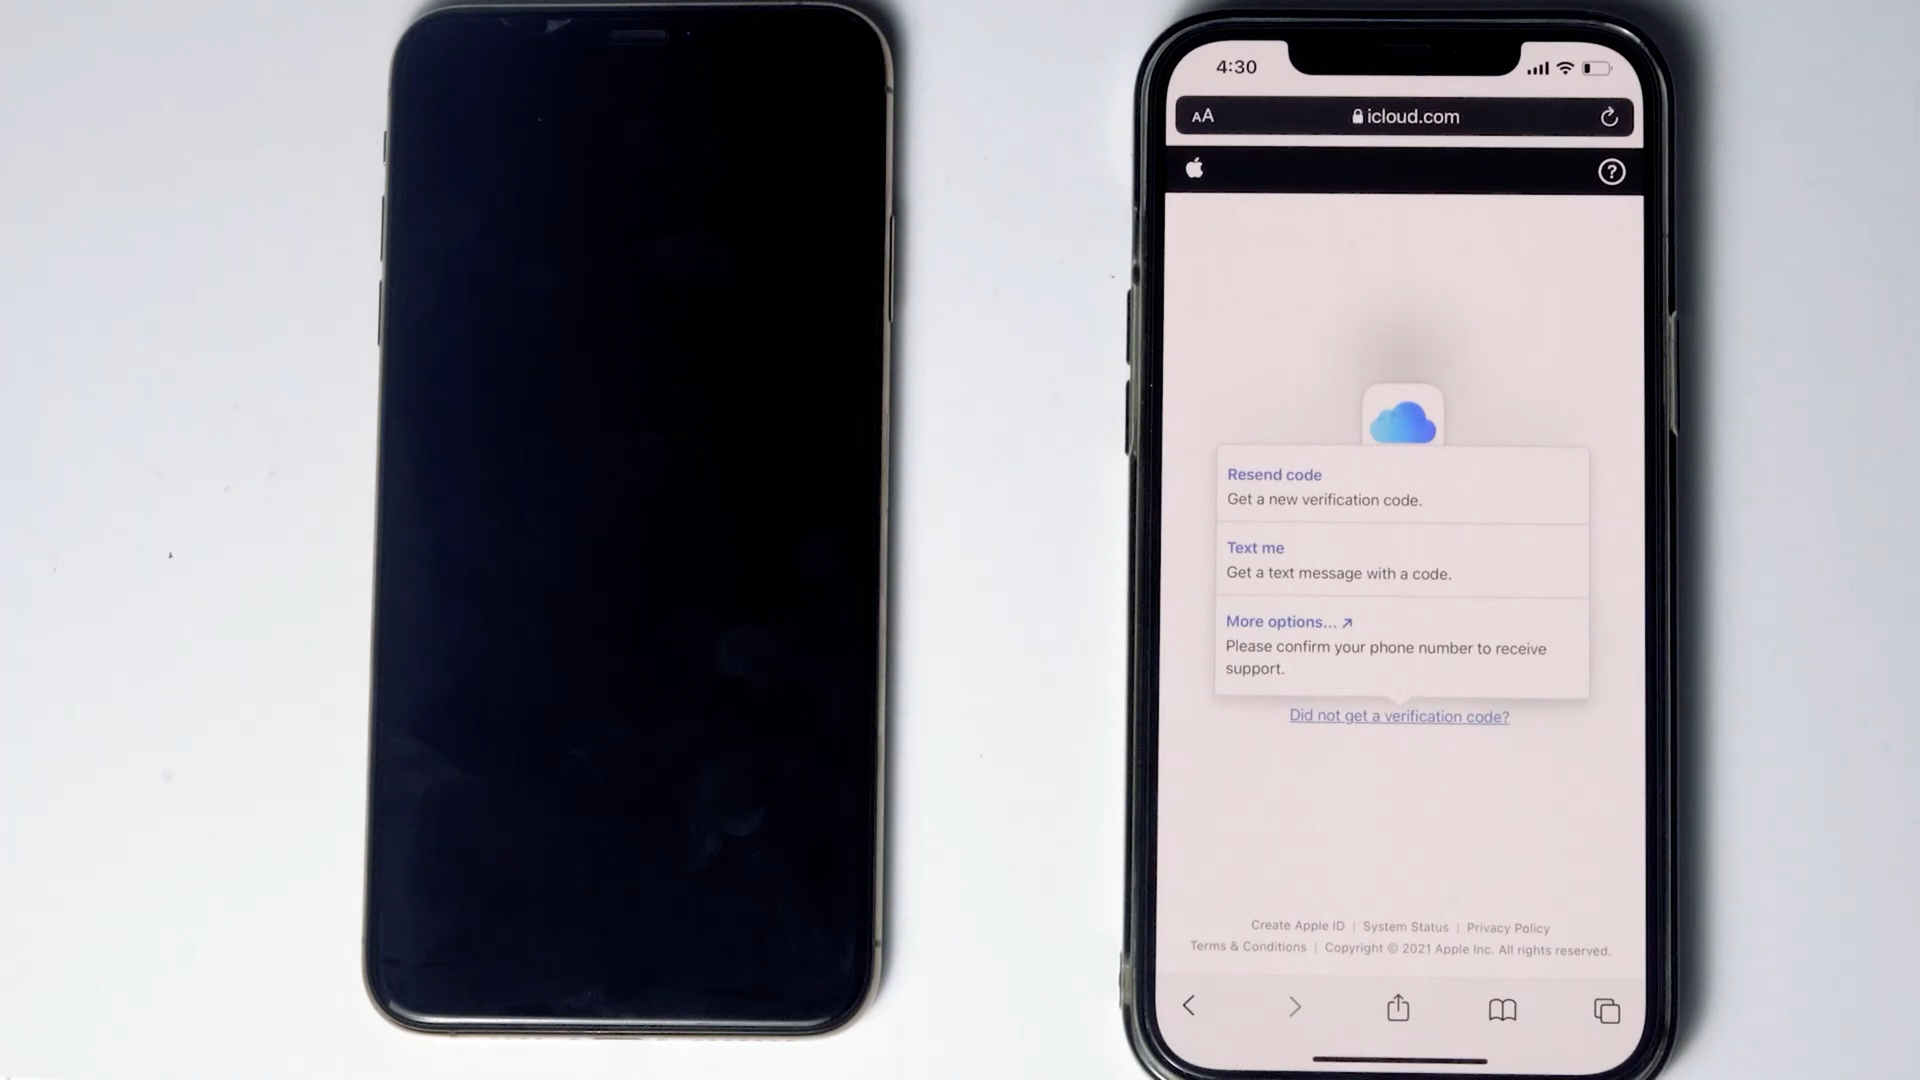 4:30
AA icloud.com
?
Resend code
Get a new verification code.
Text me
Get a text message with a code.
More options...
Please confirm your phone number to receive
support.
Did not get a verification code?
Create Apple ID | System Status | Privacy Policy
Terms & Conditions | Copyright © 2021 Apple Inc. All rights reserved.